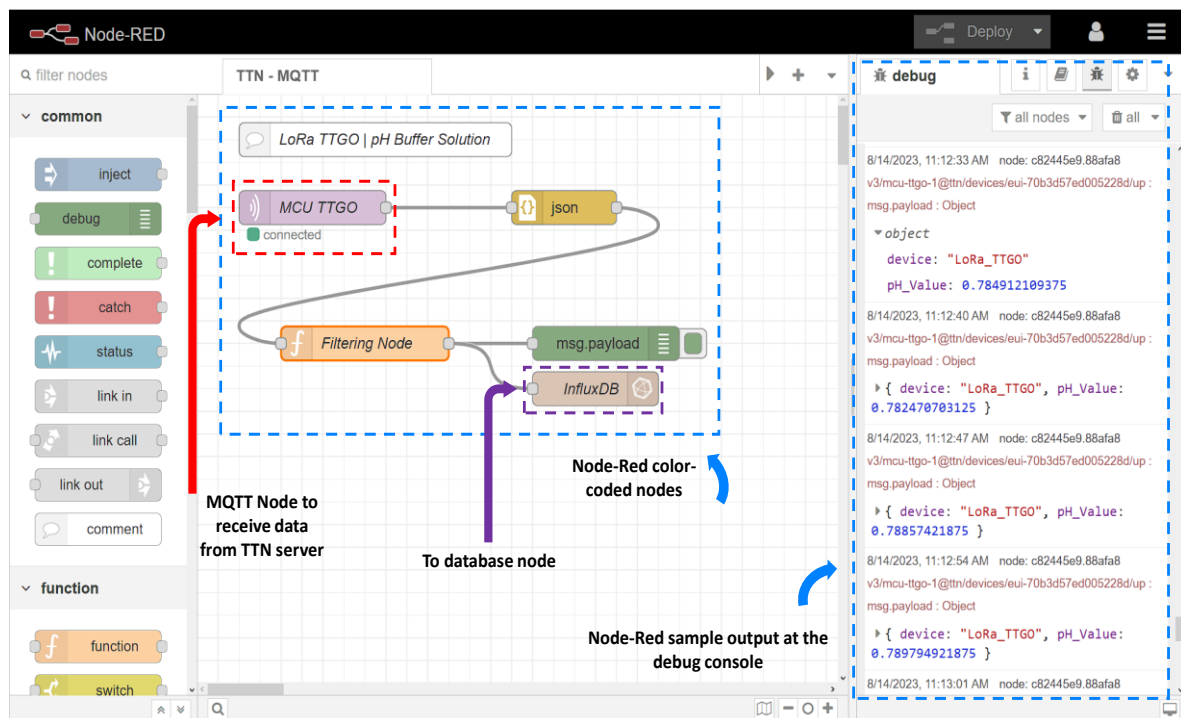 Node-RED
Deploy
filter nodes
common
inject
debug
complete
catch
status
link in
link call
link out
comment
function
function
switch
TTN - MQTT
LoRa TTGO | pH Buffer Solution
MCU TTGO
connected
json
Filtering Node
msg.payload
InfluxDB
MQTT Node to
receive data
from TTN server
To database node
Node-Red color-
coded nodes
Node-Red sample output at the
debug console
debug
i
all nodes
all
8/14/2023, 11:12:33 AM node: c82445e9.88afa8
v3/mcu-ttgo-1@ttn/devices/eui-70b3d57ed005228d/up :
msg.payload : Object
object
device: "LoRa_TTGO"
pH_Value: 0.784912109375
8/14/2023, 11:12:40 AM node: c82445e9.88afa8
v3/mcu-ttgo-1@ttn/devices/eui-70b3d57ed005228d/up :
msg.payload : Object
{ device: "LoRa_TTGO", pH_Value:
0.782470703125 }
8/14/2023, 11:12:47 AM node: c82445e9.88afa8
v3/mcu-ttgo-1@ttn/devices/eui-70b3d57ed005228d/up :
msg.payload : Object
{ device: "LoRa_TTGO", pH_Value:
0.78857421875 }
8/14/2023, 11:12:54 AM node: c82445e9.88afa8
v3/mcu-ttgo-1@ttn/devices/eui-70b3d57ed005228d/up :
msg.payload : Object
{ device: "LoRa_TTGO", pH_Value:
0.789794921875 }
8/14/2023, 11:13:01 AM node: c82445e9.88afa8